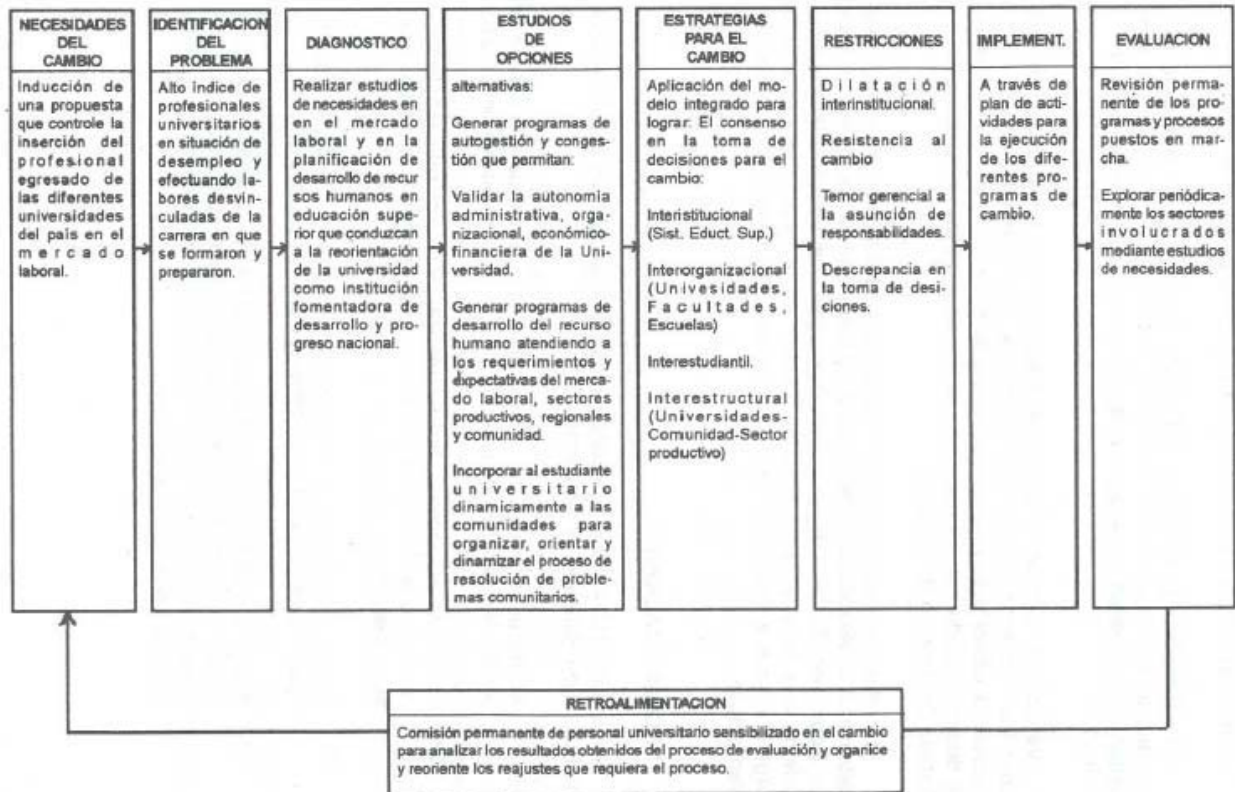 NECESIDADES
DEL
CAMBIO
Inducción de
una propuesta
que controle la
inserción del
profesional
egresado de
las diferentes
universidades
del país en el
mercado
laboral.
IDENTIFICACION
DEL
PROBLEMA
Alto índice de
profesionales
universitarios
en situación de
desempleo y
efectuando la-
bores desvin-
culadas de la
carrera en que
se formaron y
prepararon.
DIAGNOSTICO
Realizar estudios
de necesidades en
en el mercado
laboral y en la
planificación de
desarrollo de recur
sos humanos en
educación supe-
rior que conduzcan
a la reorientación
de la universidad
como institución
fomentadora de
desarrollo y pro-
greso nacional.
ESTUDIOS
DE
OPCIONES
alternativas:
Generar programas de
autogestión y conges-
tión que permitan:
Validar la autonomia
administrativa, orga-
nizacional, económico-
financiera de la Uni-
versidad.
Generar programas de
desarrollo del recurso
humano atendiendo a
los requerimientos y
expectativas del merca-
do laboral, sectores
productivos, regionales
y comunidad.
Incorporar al estudiante
universitario
dinamicamente a las
comunidades para
organizar, orientar y
dinamizar el proceso de
resolución de proble-
mas comunitarios.
ESTRATEGIAS
PARA EL
CAMBIO
Aplicación del mo-
delo integrado para
lograr: El consenso
en la toma de
decisiones para el
cambio:
Interistitucional
(Sist. Educt. Sup.)
Interorganizacional
(Univesidades,
Facultades,
Escuelas)
Interestudiantil.
Interestructural
(Universidades-
Comunidad-Sector
productivo)
RESTRICCIONES
Dilatación
interinstitucional.
Resistencia al
cambio
Temor gerencial a
la asunción de
responsabilidades.
Descrepancia en
la toma de desi-
ciones.
IMPLEMENT.
A través de
plan de acti-
vidades para
la ejecución
de los dife-
rentes pro-
gramas de
cambio.
EVALUACION
Revisión perma-
nente de los pro-
gramas y procesos
puestos en mar-
cha.
Explorar periódica-
mente los sectores
involucrados
mediante estudios
de necesidades.
RETROALIMENTACION
Comisión permanente de personal universitario sensibilizado en el cambio
para analizar los resultados obtenidos del proceso de evaluación y organice
y reoriente los reajustes que requiera el proceso.